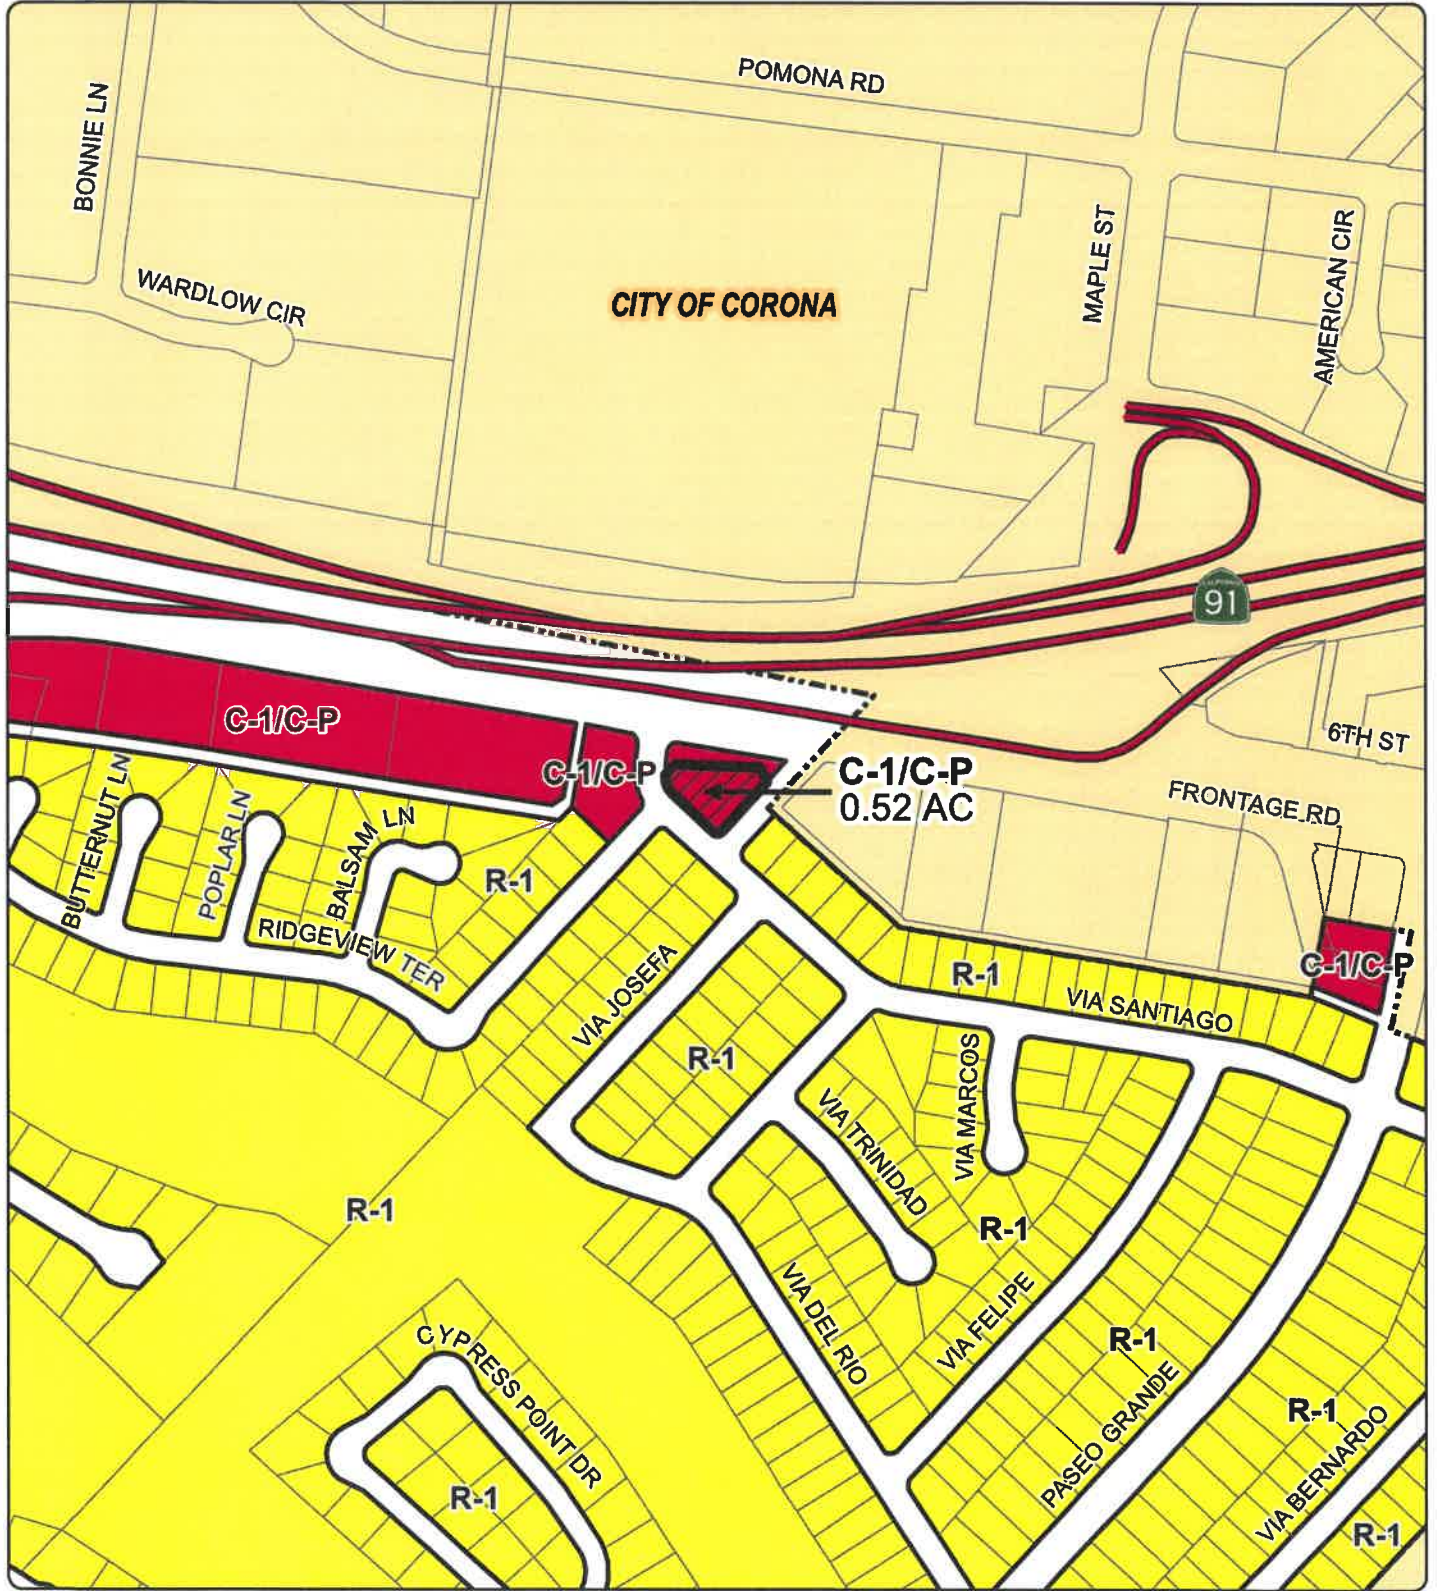 POMONA RD
BONNIE LN
MAPLE ST
AMERICAN CIR
WARDLOW CIR
CITY OF CORONA
CALIFORNIA
91
C-1/C-P
6TH ST
C-1/C-P
C-1/C-P
0.52 AC
FRONTAGE RD
BUTTERNUT LN
POPLAR LN
BALSAM LN
R-1
RIDGEVIEW TER
C-1/C-P
R-1
VIA JOSEFA
VIA SANTIAGO
R-1
VIA MARCOS
VIA TRINIDAD
R-1
R-1
VIA DEL RIO
VIA FELIPE
CYPRESS POINT DR
R-1
PASEO GRANDE
R-1
VIA BERNARDO
R-1
R-1